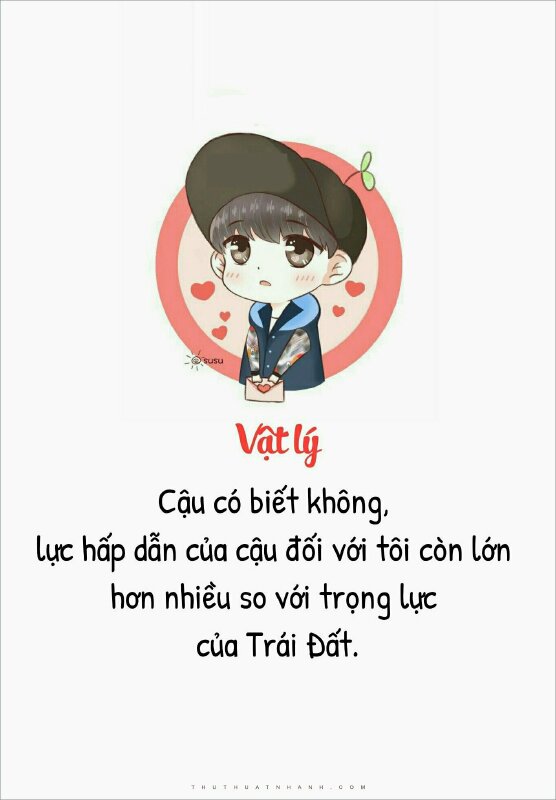 susu
Vật lý
Cậu có biết không,
lực hấp dẫn của cậu đối với tôi còn lớn
hơn nhiều so với trọng lực
của Trái Đất.
THUTHUATNHANH.COM